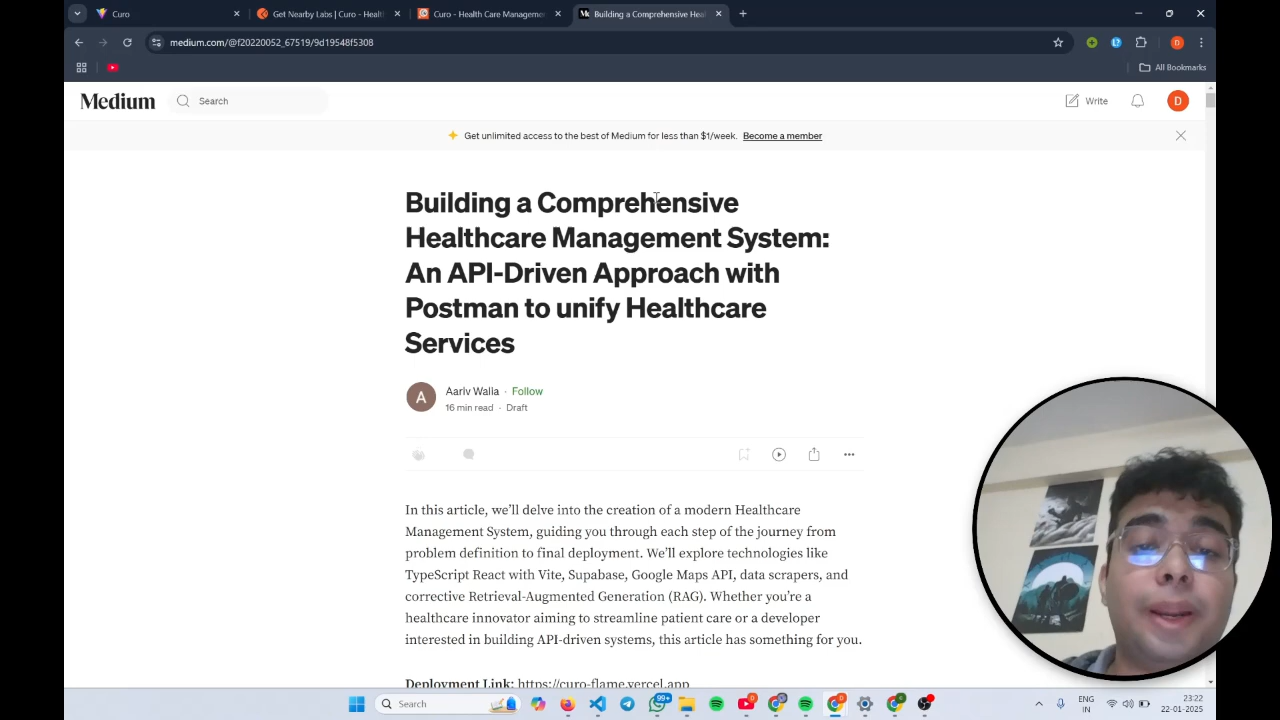 Curo
Get Nearby Labs | Curo - Healt
Curo - Health Care Manageme
Building a Comprehensive Heal
medium.com/@f20220052_67519/9d19548f5308
All Bookmarks
Medium
Search
Write
D
Get unlimited access to the best of Medium for less than $1/week. Become a member
Building a Comprehensive
Healthcare Management System:
An API-Driven Approach with
Postman to unify Healthcare
Services
A
Aariv Walia · Follow
16 min read · Draft
In this article, we'll delve into the creation of a modern Healthcare
Management System, guiding you through each step of the journey from
problem definition to final deployment. We'll explore technologies like
TypeScript React with Vite, Supabase, Google Maps API, data scrapers, and
corrective Retrieval-Augmented Generation (RAG). Whether you're a
healthcare innovator aiming to streamline patient care or a developer
interested in building API-driven systems, this article has something for you.
Deployment Link: https://curo-flame.vercel.app
Search
99+
ENG
IN
23:22
22-01-2025